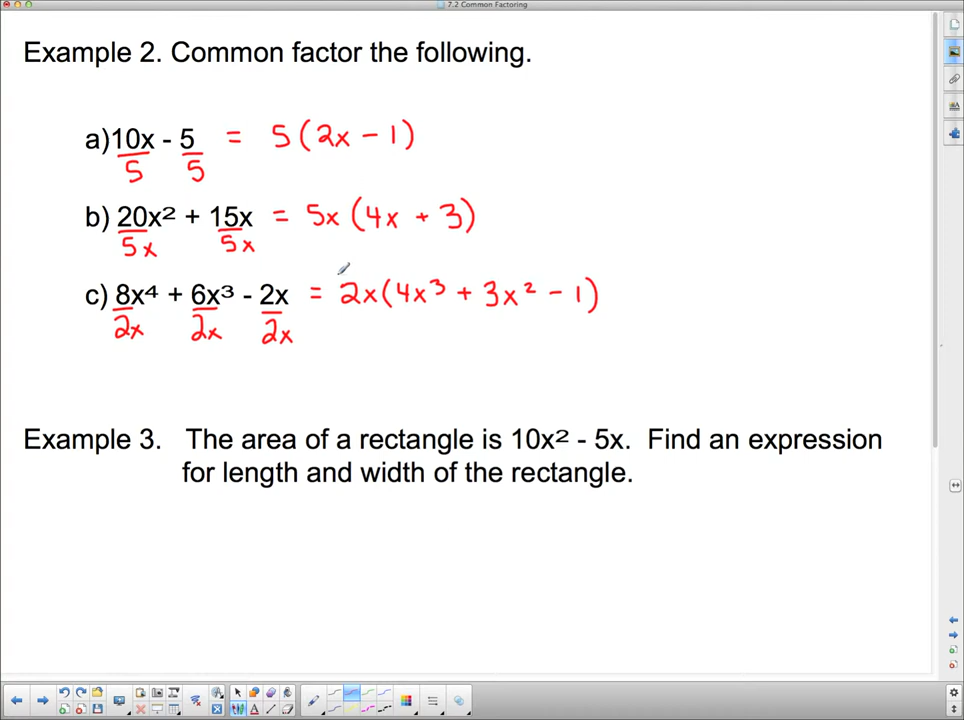 7.2 Common Factoring
Example 2. Common factor the following.
a)10x - 5 = 5(2x - 1)
5 5
b) 20x² + 15x = 5x(4x + 3)
5x 5x
c) 8x⁴ + 6x³ - 2x = 2x(4x³ + 3x² - 1)
2x 2x 2x
Example 3. The area of a rectangle is 10x² - 5x. Find an expression
for length and width of the rectangle.